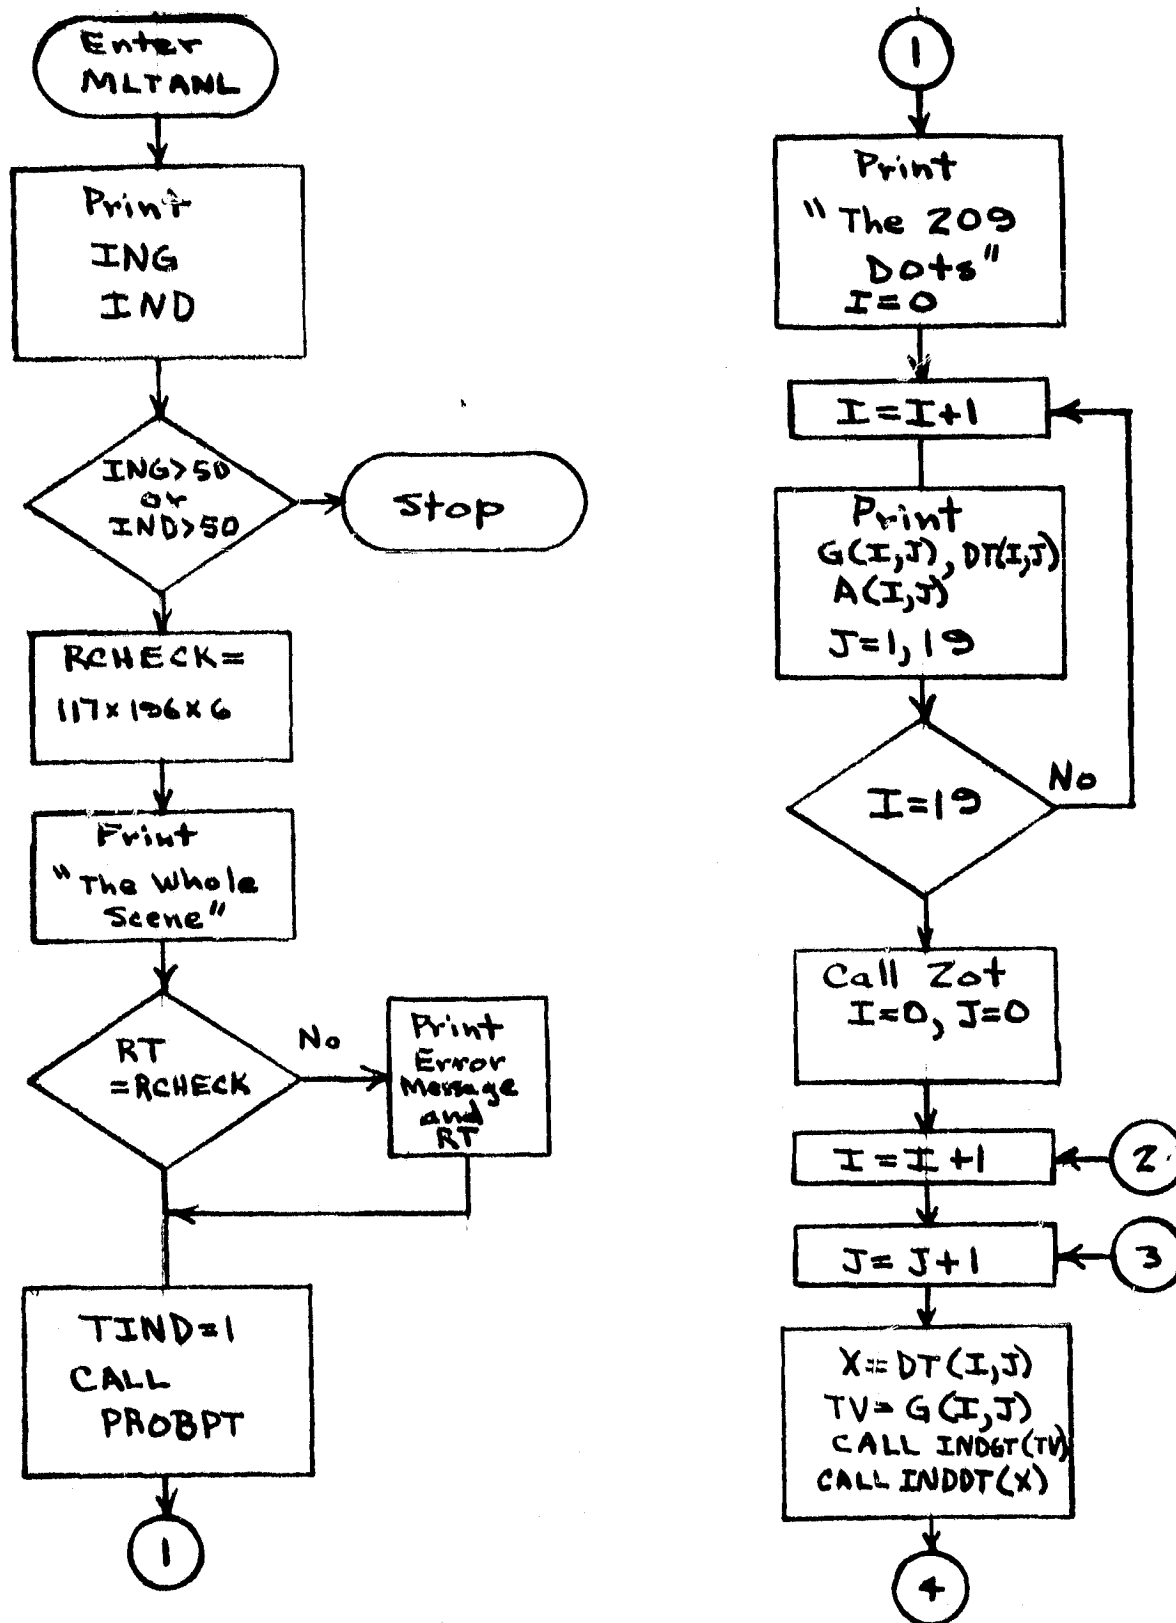 Enter
MLTANL
Print
ING
IND
ING>50
or
IND>50
Stop
RCHECK=
117x196x6
Print
"The Whole
Scene"
RT
=RCHECK
No
Print
Error
Message
and
RT
TIND=1
CALL
PROBPT
1
1
Print
"The 209
Dots"
I=0
I=I+1
Print
G(I,J), DT(I,J)
A(I,J)
J=1,19
I=19
No
Call Zot
I=0, J=0
I=I+1
2
J=J+1
3
X=DT(I,J)
TV=G(I,J)
CALL INDGT(TV)
CALL INDDT(X)
4